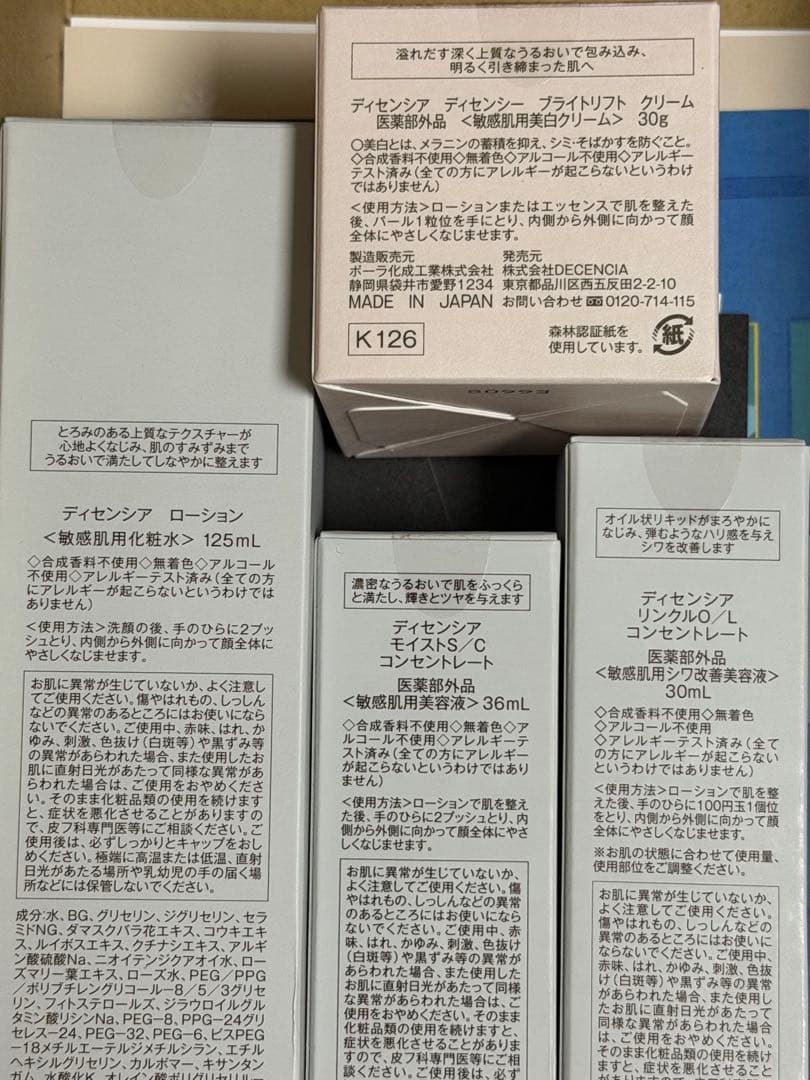 溢れだす深く上質なうるおいで包み込み、
明るく引き締まった肌へ
ディセンシア ディセンシー ブライトリフト クリーム
医薬部外品 <敏感肌用美白クリーム> 30g
〇美白とは、メラニンの蓄積を抑え、シミ・そばかすを防ぐこと。
◇合成香料不使用◇無着色◇アルコール不使用◇アレルギー
テスト済み(全ての方にアレルギーが起こらないというわけ
ではありません)
<使用方法>ローションまたはエッセンスで肌を整えた
後、パール1粒位を手にとり、内側から外側に向かって顔
全体にやさしくなじませます。
製造販売元
ポーラ化成工業株式会社
静岡県袋井市愛野1234
MADE IN JAPAN
発売元
株式会社DECENCIA
東京都品川区西五反田2-2-10
お問い合わせ 0120-714-115
K126
森林認証紙を
使用しています。
紙
とろみのある上質なテクスチャーが
心地よくなじみ、肌のすみずみまで
うるおいで満たしてしなやかに整えます
ディセンシア ローション
<敏感肌用化粧水> 125mL
◇合成香料不使用◇無着色◇アルコール
不使用◇アレルギーテスト済み(全ての方
にアレルギーが起こらないというわけでは
ありません)
<使用方法>洗顔の後、手のひらに2プッ
シュとり、内側から外側に向かって顔全体に
やさしくなじませます。
お肌に異常が生じていないか、よく注意し
てご使用ください。傷やはれもの、しっしん
などの異常のあるところにはお使いになら
ないでください。ご使用中、赤味、はれ、か
ゆみ、刺激、色抜け(白斑等)や黒ずみ等
の異常があらわれた場合、また使用したお
肌に直射日光があたって同様な異常があ
らわれた場合は、ご使用をおやめくださ
い。そのまま化粧品類の使用を続けます
と、症状を悪化させることがありますの
で、皮フ科専門医等にご相談ください。ご
使用後は、必ずしっかりとキャップをおし
めください。極端に高温または低温、直射
日光があたる場所や乳幼児の手の届く場
所などには保管しないでください。
成分:水、BG、グリセリン、ジグリセリン、セラ
ミドNG、ダマスクバラ花エキス、コウキエキ
ス、ルイボスエキス、クチナシエキス、アルギ
ン酸硫酸Na、ニオイテンジクアオイ水、ロー
ズマリー葉エキス、ローズ水、PEG/PPG
/ポリブチレングリコール-8/5/3グリセ
リン、フィトステロールズ、ジラウロイルグル
タミン酸リシンNa、PEG-8、PPG-24グリ
セレス-24、PEG-32、PEG-6、ビスPEG
-18メチルエーテルジメチルシラン、エチル
ヘキシルグリセリン、カルボマー、キサンタン
ガム、水酸化K、オレイン酸ポリグリセリル-
濃密なうるおいで肌をふっくら
と満たし、輝きとツヤを与えます
ディセンシア
モイストS/C
コンセントレート
医薬部外品
<敏感肌用美容液> 36mL
◇合成香料不使用◇無着色◇ア
ルコール不使用◇アレルギーテ
スト済み(全ての方にアレルギー
が起こらないというわけではあり
ません)
<使用方法>ローションで肌を整え
た後、手のひらに2プッシュとり、内
側から外側に向かって顔全体にやさ
しくなじませます。
お肌に異常が生じていないか、
よく注意してご使用ください。傷
やはれもの、しっしんなどの異常
のあるところにはお使いになら
ないでください。ご使用中、赤
味、はれ、かゆみ、刺激、色抜け
(白斑等)や黒ずみ等の異常が
あらわれた場合、また使用した
お肌に直射日光があたって同様
な異常があらわれた場合は、ご
使用をおやめください。そのまま
化粧品類の使用を続けますと、
症状を悪化させることがありま
すので、皮フ科専門医等にご相
談ください。ご使用後は、必ず
オイル状リキッドがまろやかに
なじみ、弾むようなハリ感を与え
シワを改善します
ディセンシア
リンクルO/L
コンセントレート
医薬部外品
<敏感肌用シワ改善美容液>
30mL
◇合成香料不使用◇無着色
◇アルコール不使用
◇アレルギーテスト済み(全て
の方にアレルギーが起こらな
いというわけではありません)
<使用方法>ローションで肌を整
えた後、手のひらに100円玉1個位
をとり、内側から外側に向かって顔
全体にやさしくなじませます。
※お肌の状態に合わせて使用量、
使用部位をご調整ください。
お肌に異常が生じていないか、
よく注意してご使用ください。
傷やはれもの、しっしんなどの
異常のあるところにはお使いに
ならないでください。ご使用中、
赤味、はれ、かゆみ、刺激、色抜
け(白斑等)や黒ずみ等の異常
があらわれた場合、また使用し
たお肌に直射日光があたって
同様な異常があらわれた場合
は、ご使用をおやめください。
そのまま化粧品類の使用を続
けますと、症状を悪化させること